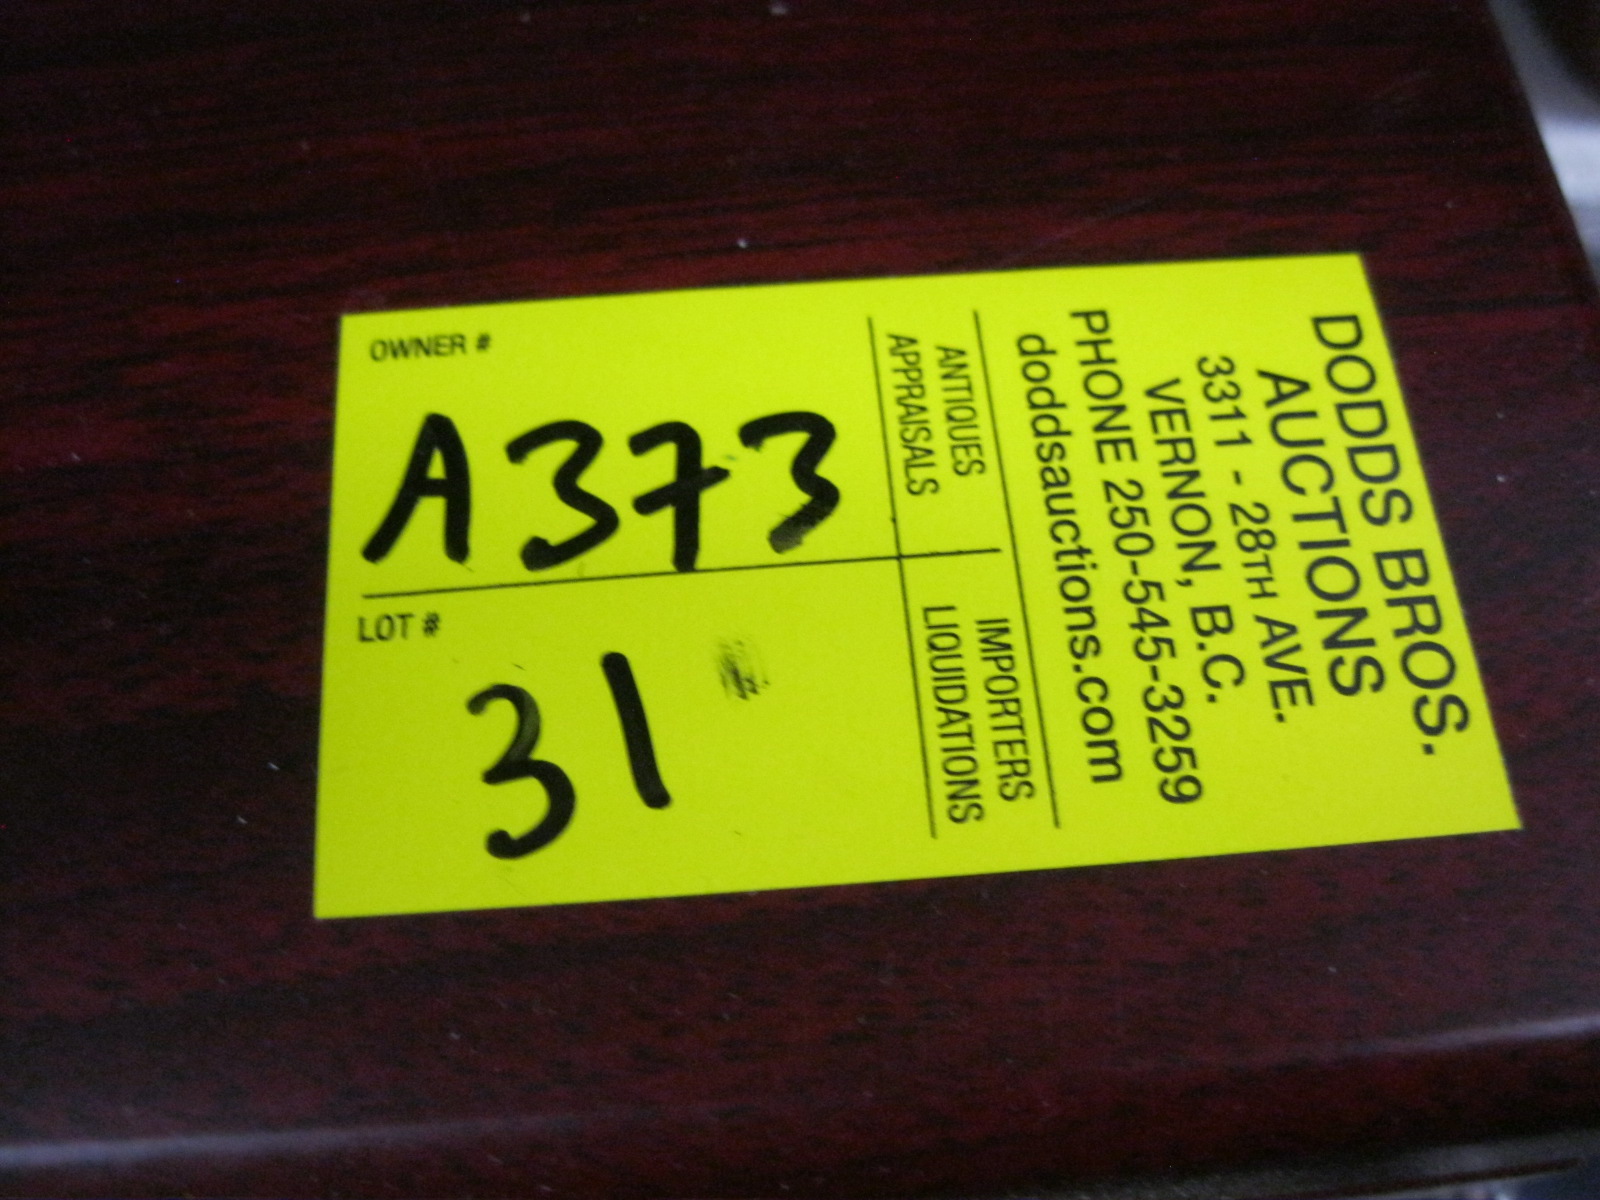 OWNER #
A373
LOT #
31
ANTIQUES
APPRAISALS
IMPORTERS
LIQUIDATIONS
DODDS BROS.
AUCTIONS
3311 - 28TH AVE.
VERNON, B.C.
PHONE 250-545-3259
doddsauctions.com